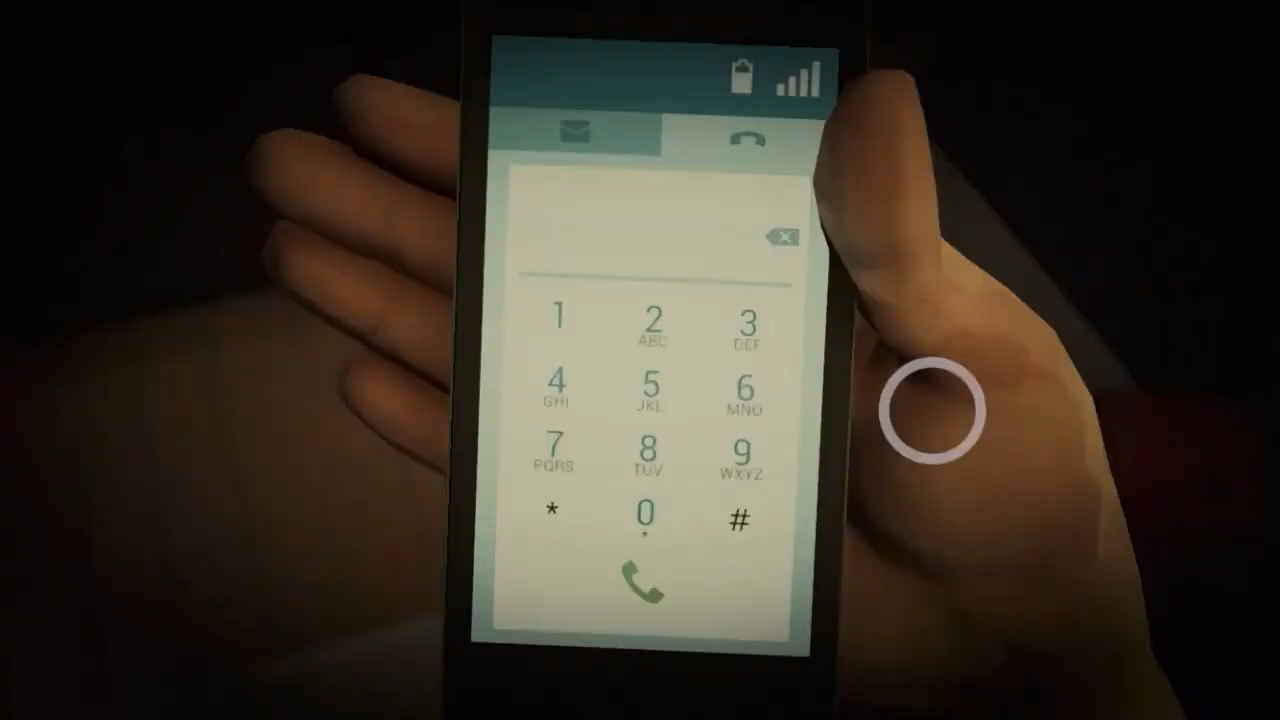 1 2 3
ABC DEF
4 5 6
GHI JKL MNO
7 8 9
PQRS TUV WXYZ
* 0 #